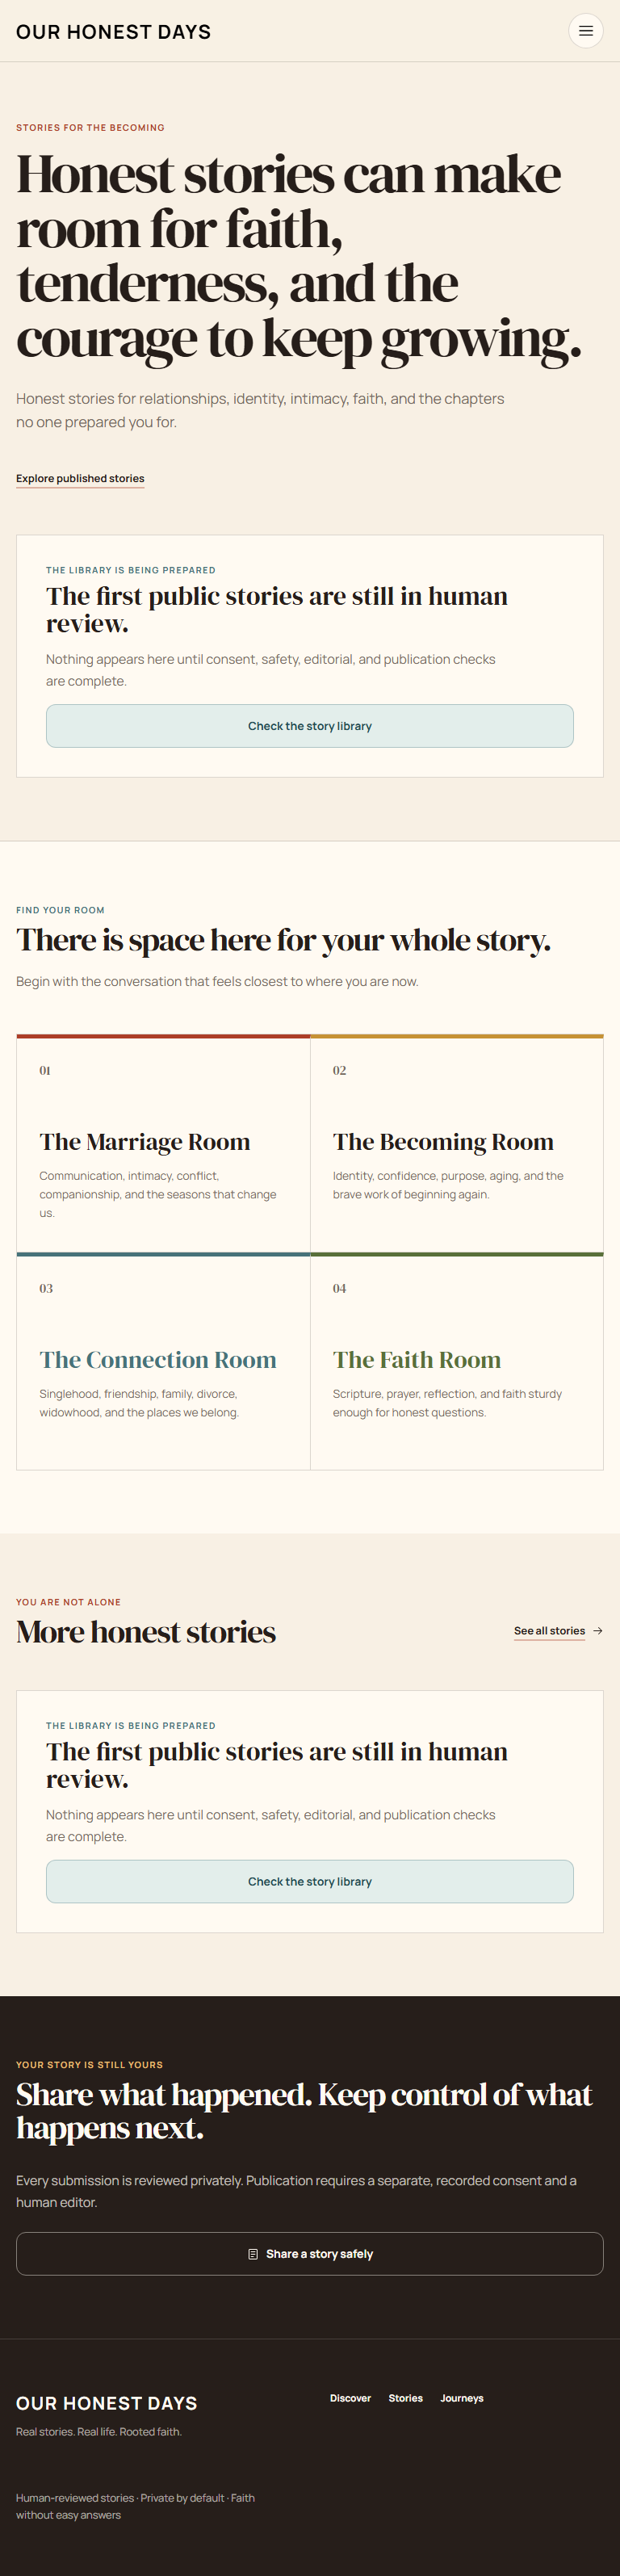 OUR HONEST DAYS
STORIES FOR THE BECOMING
Honest stories can make
room for faith,
tenderness, and the
courage to keep growing.
Honest stories for relationships, identity, intimacy, faith, and the chapters
no one prepared you for.
Explore published stories
THE LIBRARY IS BEING PREPARED
The first public stories are still in human
review.
Nothing appears here until consent, safety, editorial, and publication checks
are complete.
Check the story library
FIND YOUR ROOM
There is space here for your whole story.
Begin with the conversation that feels closest to where you are now.
01
The Marriage Room
Communication, intimacy, conflict,
companionship, and the seasons that change
us.
02
The Becoming Room
Identity, confidence, purpose, aging, and the
brave work of beginning again.
03
The Connection Room
Singlehood, friendship, family, divorce,
widowhood, and the places we belong.
04
The Faith Room
Scripture, prayer, reflection, and faith sturdy
enough for honest questions.
YOU ARE NOT ALONE
More honest stories
See all stories →
THE LIBRARY IS BEING PREPARED
The first public stories are still in human
review.
Nothing appears here until consent, safety, editorial, and publication checks
are complete.
Check the story library
YOUR STORY IS STILL YOURS
Share what happened. Keep control of what
happens next.
Every submission is reviewed privately. Publication requires a separate, recorded consent and a
human editor.
Share a story safely
OUR HONEST DAYS
Real stories. Real life. Rooted faith.
Discover Stories Journeys
Human-reviewed stories · Private by default · Faith
without easy answers